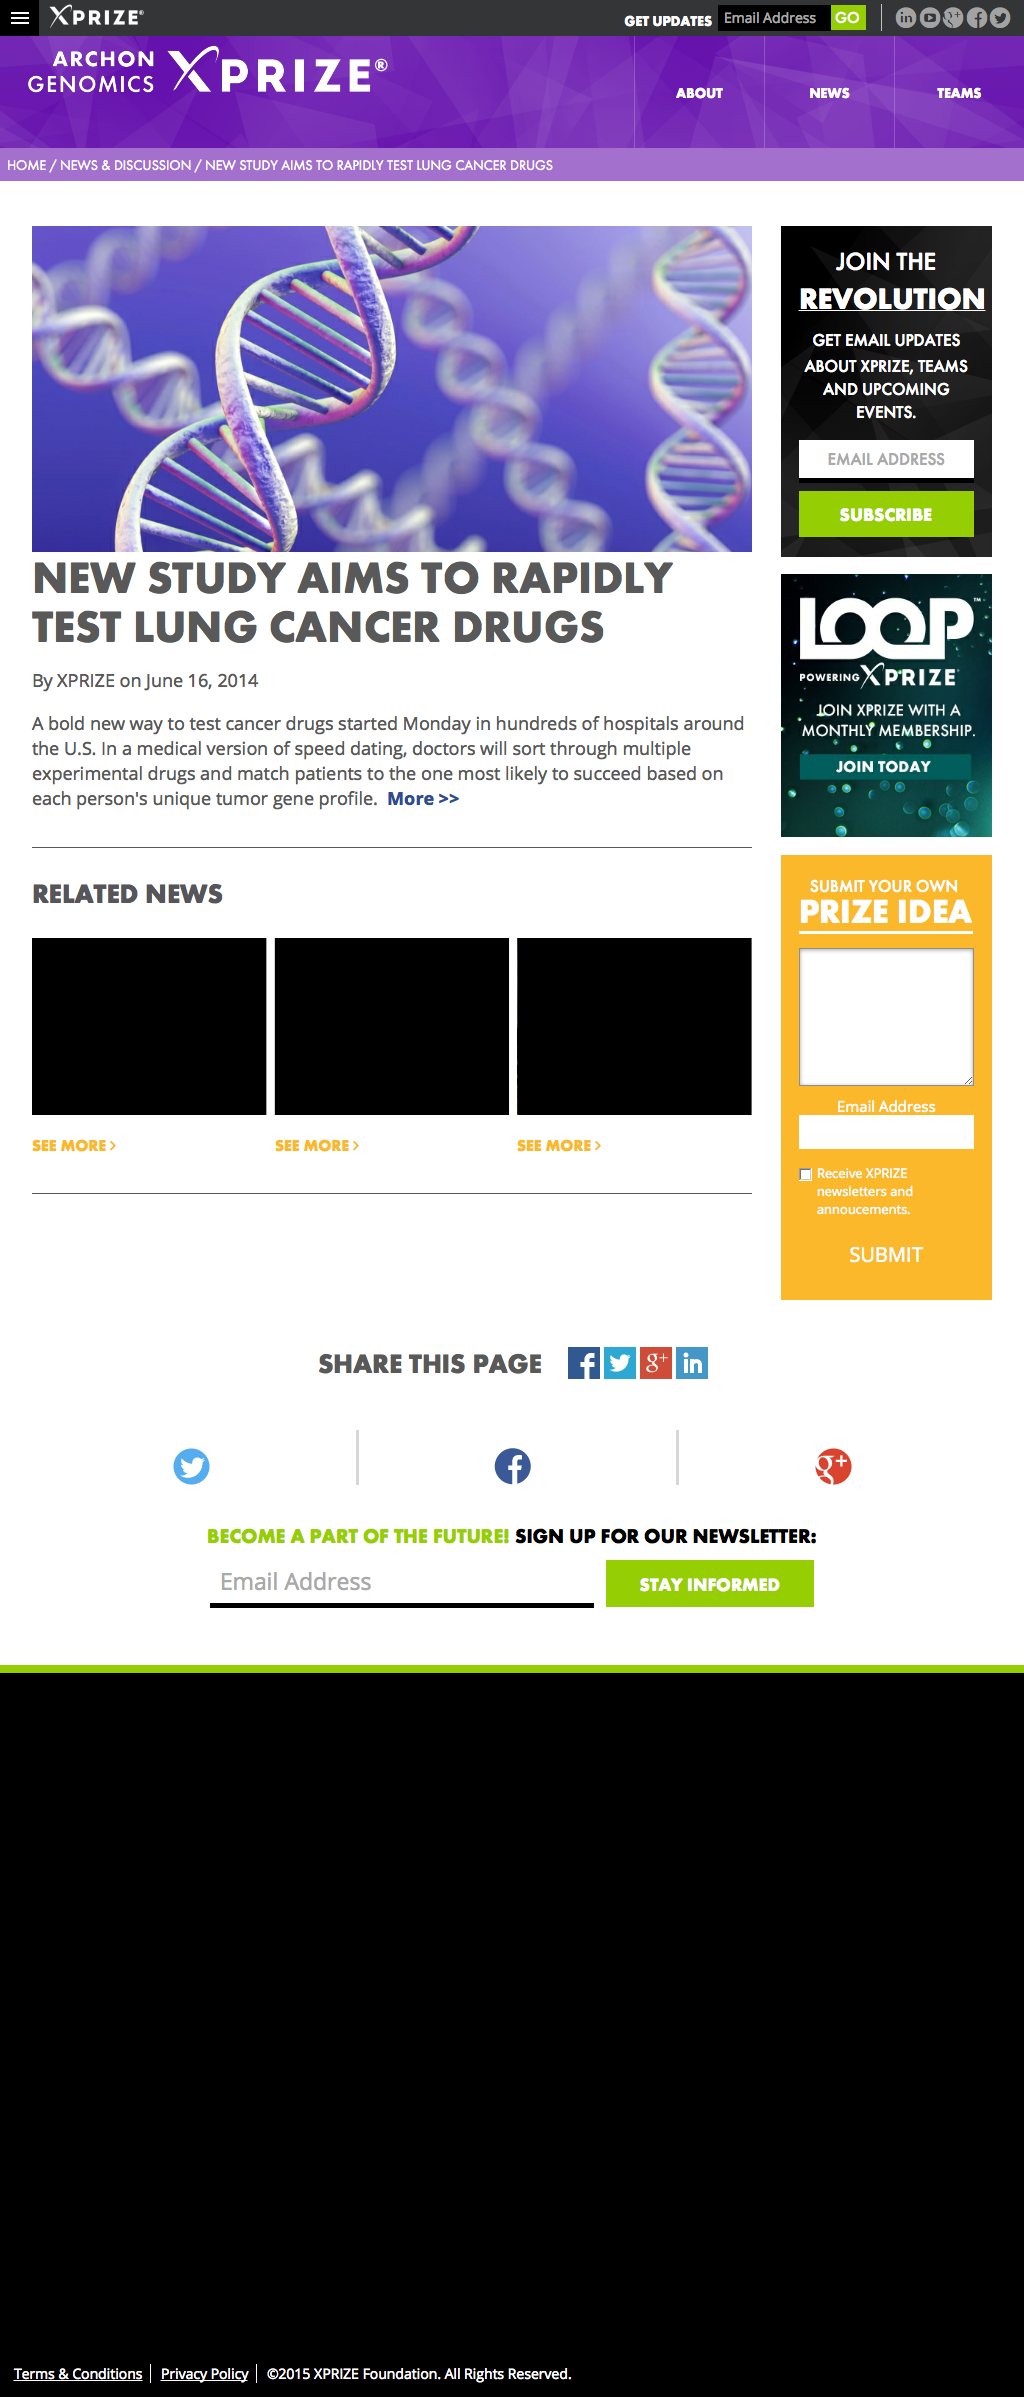 XPRIZE®
GET UPDATES
Email Address
GO
ARCHON
GENOMICS
XPRIZE®
ABOUT
NEWS
TEAMS
HOME / NEWS & DISCUSSION / NEW STUDY AIMS TO RAPIDLY TEST LUNG CANCER DRUGS
NEW STUDY AIMS TO RAPIDLY
TEST LUNG CANCER DRUGS
By XPRIZE on June 16, 2014
A bold new way to test cancer drugs started Monday in hundreds of hospitals around
the U.S. In a medical version of speed dating, doctors will sort through multiple
experimental drugs and match patients to the one most likely to succeed based on
each person's unique tumor gene profile.  More >>
RELATED NEWS
SEE MORE >
SEE MORE >
SEE MORE >
JOIN THE
REVOLUTION
GET EMAIL UPDATES
ABOUT XPRIZE, TEAMS
AND UPCOMING
EVENTS.
EMAIL ADDRESS
SUBSCRIBE
LOOP™
POWERING XPRIZE
JOIN XPRIZE WITH A
MONTHLY MEMBERSHIP.
JOIN TODAY
SUBMIT YOUR OWN
PRIZE IDEA
Email Address
Receive XPRIZE
newsletters and
annoucements.
SUBMIT
SHARE THIS PAGE
BECOME A PART OF THE FUTURE! SIGN UP FOR OUR NEWSLETTER:
Email Address
STAY INFORMED
Terms & Conditions
Privacy Policy
©2015 XPRIZE Foundation. All Rights Reserved.